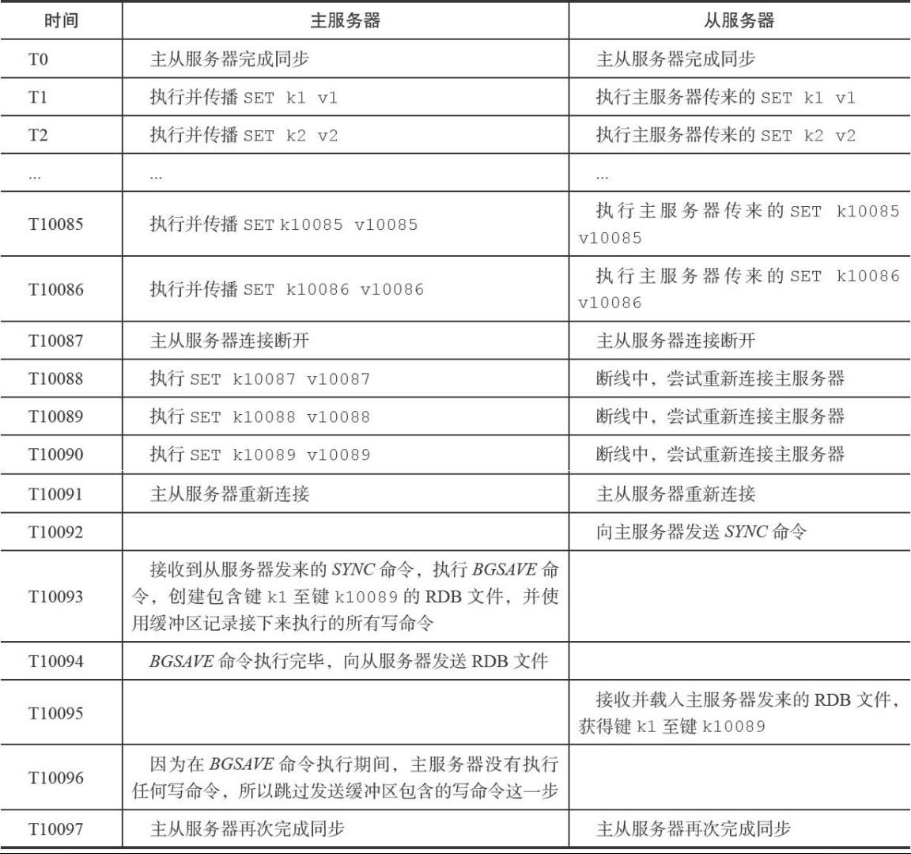 时间 主服务器 从服务器
T0 主从服务器完成同步 主从服务器完成同步
T1 执行并传播 SET k1 v1 执行主服务器传来的 SET k1 v1
T2 执行并传播 SET k2 v2 执行主服务器传来的 SET k2 v2
... ... ...
T10085 执行并传播 SET k10085 v10085 执行主服务器传来的 SET k10085
v10085
T10086 执行并传播 SET k10086 v10086 执行主服务器传来的 SET k10086
v10086
T10087 主从服务器连接断开 主从服务器连接断开
T10088 执行 SET k10087 v10087 断线中，尝试重新连接主服务器
T10089 执行 SET k10088 v10088 断线中，尝试重新连接主服务器
T10090 执行 SET k10089 v10089 断线中，尝试重新连接主服务器
T10091 主从服务器重新连接 主从服务器重新连接
T10092 向主服务器发送 SYNC 命令
T10093 接收到从服务器发来的 SYNC 命令，执行 BGSAVE 命
令，创建包含键 k1 至键 k10089 的 RDB 文件，并使
用缓冲区记录接下来执行的所有写命令
T10094 BGSAVE 命令执行完毕，向从服务器发送 RDB 文件
T10095 接收并载入主服务器发来的 RDB 文件，
获得键 k1 至键 k10089
T10096 因为在 BGSAVE 命令执行期间，主服务器没有执行
任何写命令，所以跳过发送缓冲区包含的写命令这一步
T10097 主从服务器再次完成同步 主从服务器再次完成同步